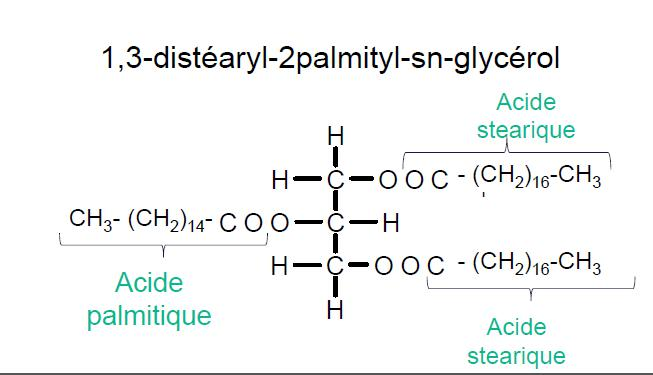 1,3-distéaryl-2palmityl-sn-glycérol
Acide
stearique
H
H—C—O O C - (CH₂)₁₆-CH₃
CH₃- (CH₂)₁₄- C O O—C—H
H—C—O O C - (CH₂)₁₆-CH₃
H
Acide
palmitique
Acide
stearique